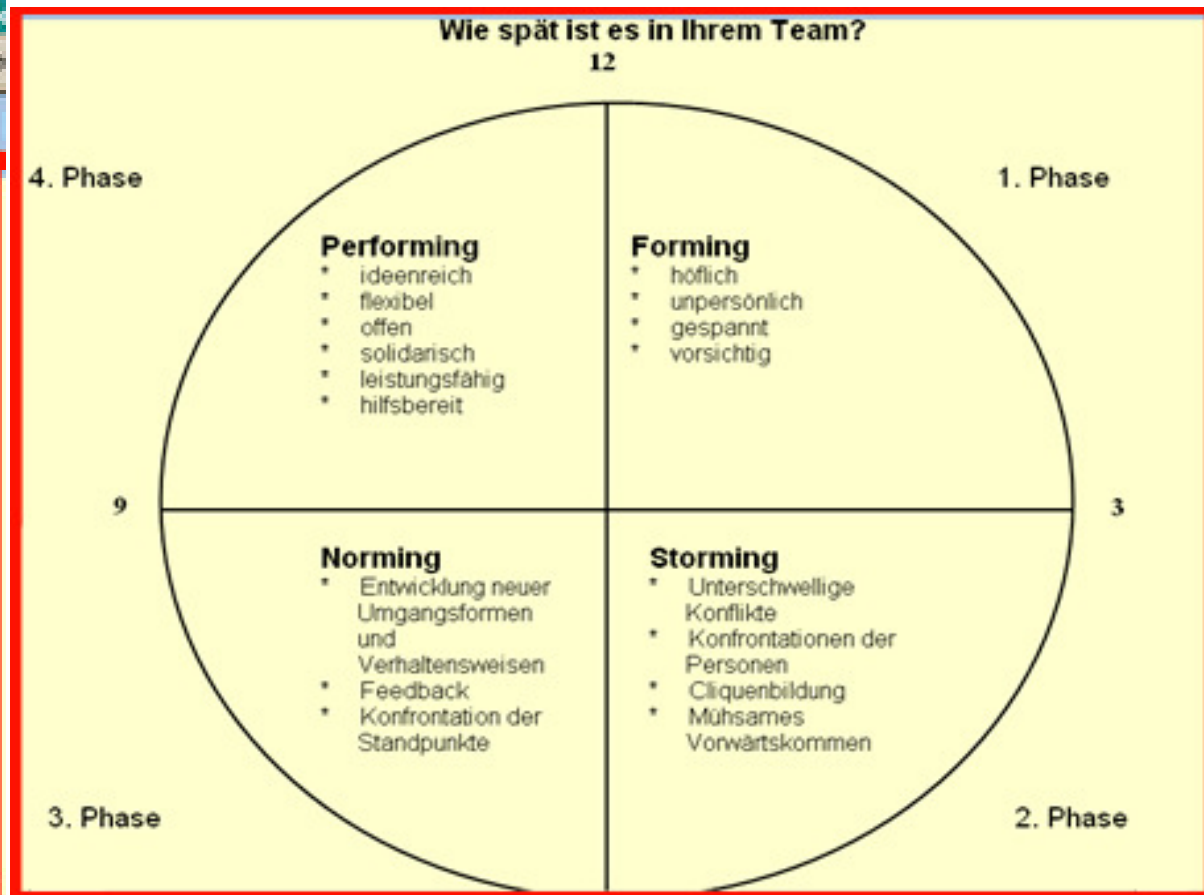 Wie spät ist es in Ihrem Team?
12
4. Phase
1. Phase
Performing
* ideenreich
* flexibel
* offen
* solidarisch
* leistungsfähig
* hilfsbereit
Forming
* höflich
* unpersönlich
* gespannt
* vorsichtig
9
3
Norming
* Entwicklung neuer
Umgangsformen
und
Verhaltensweisen
* Feedback
* Konfrontation der
Standpunkte
Storming
* Unterschwellige
Konflikte
* Konfrontationen der
Personen
* Cliquenbildung
* Mühsames
Vorwärtskommen
3. Phase
2. Phase